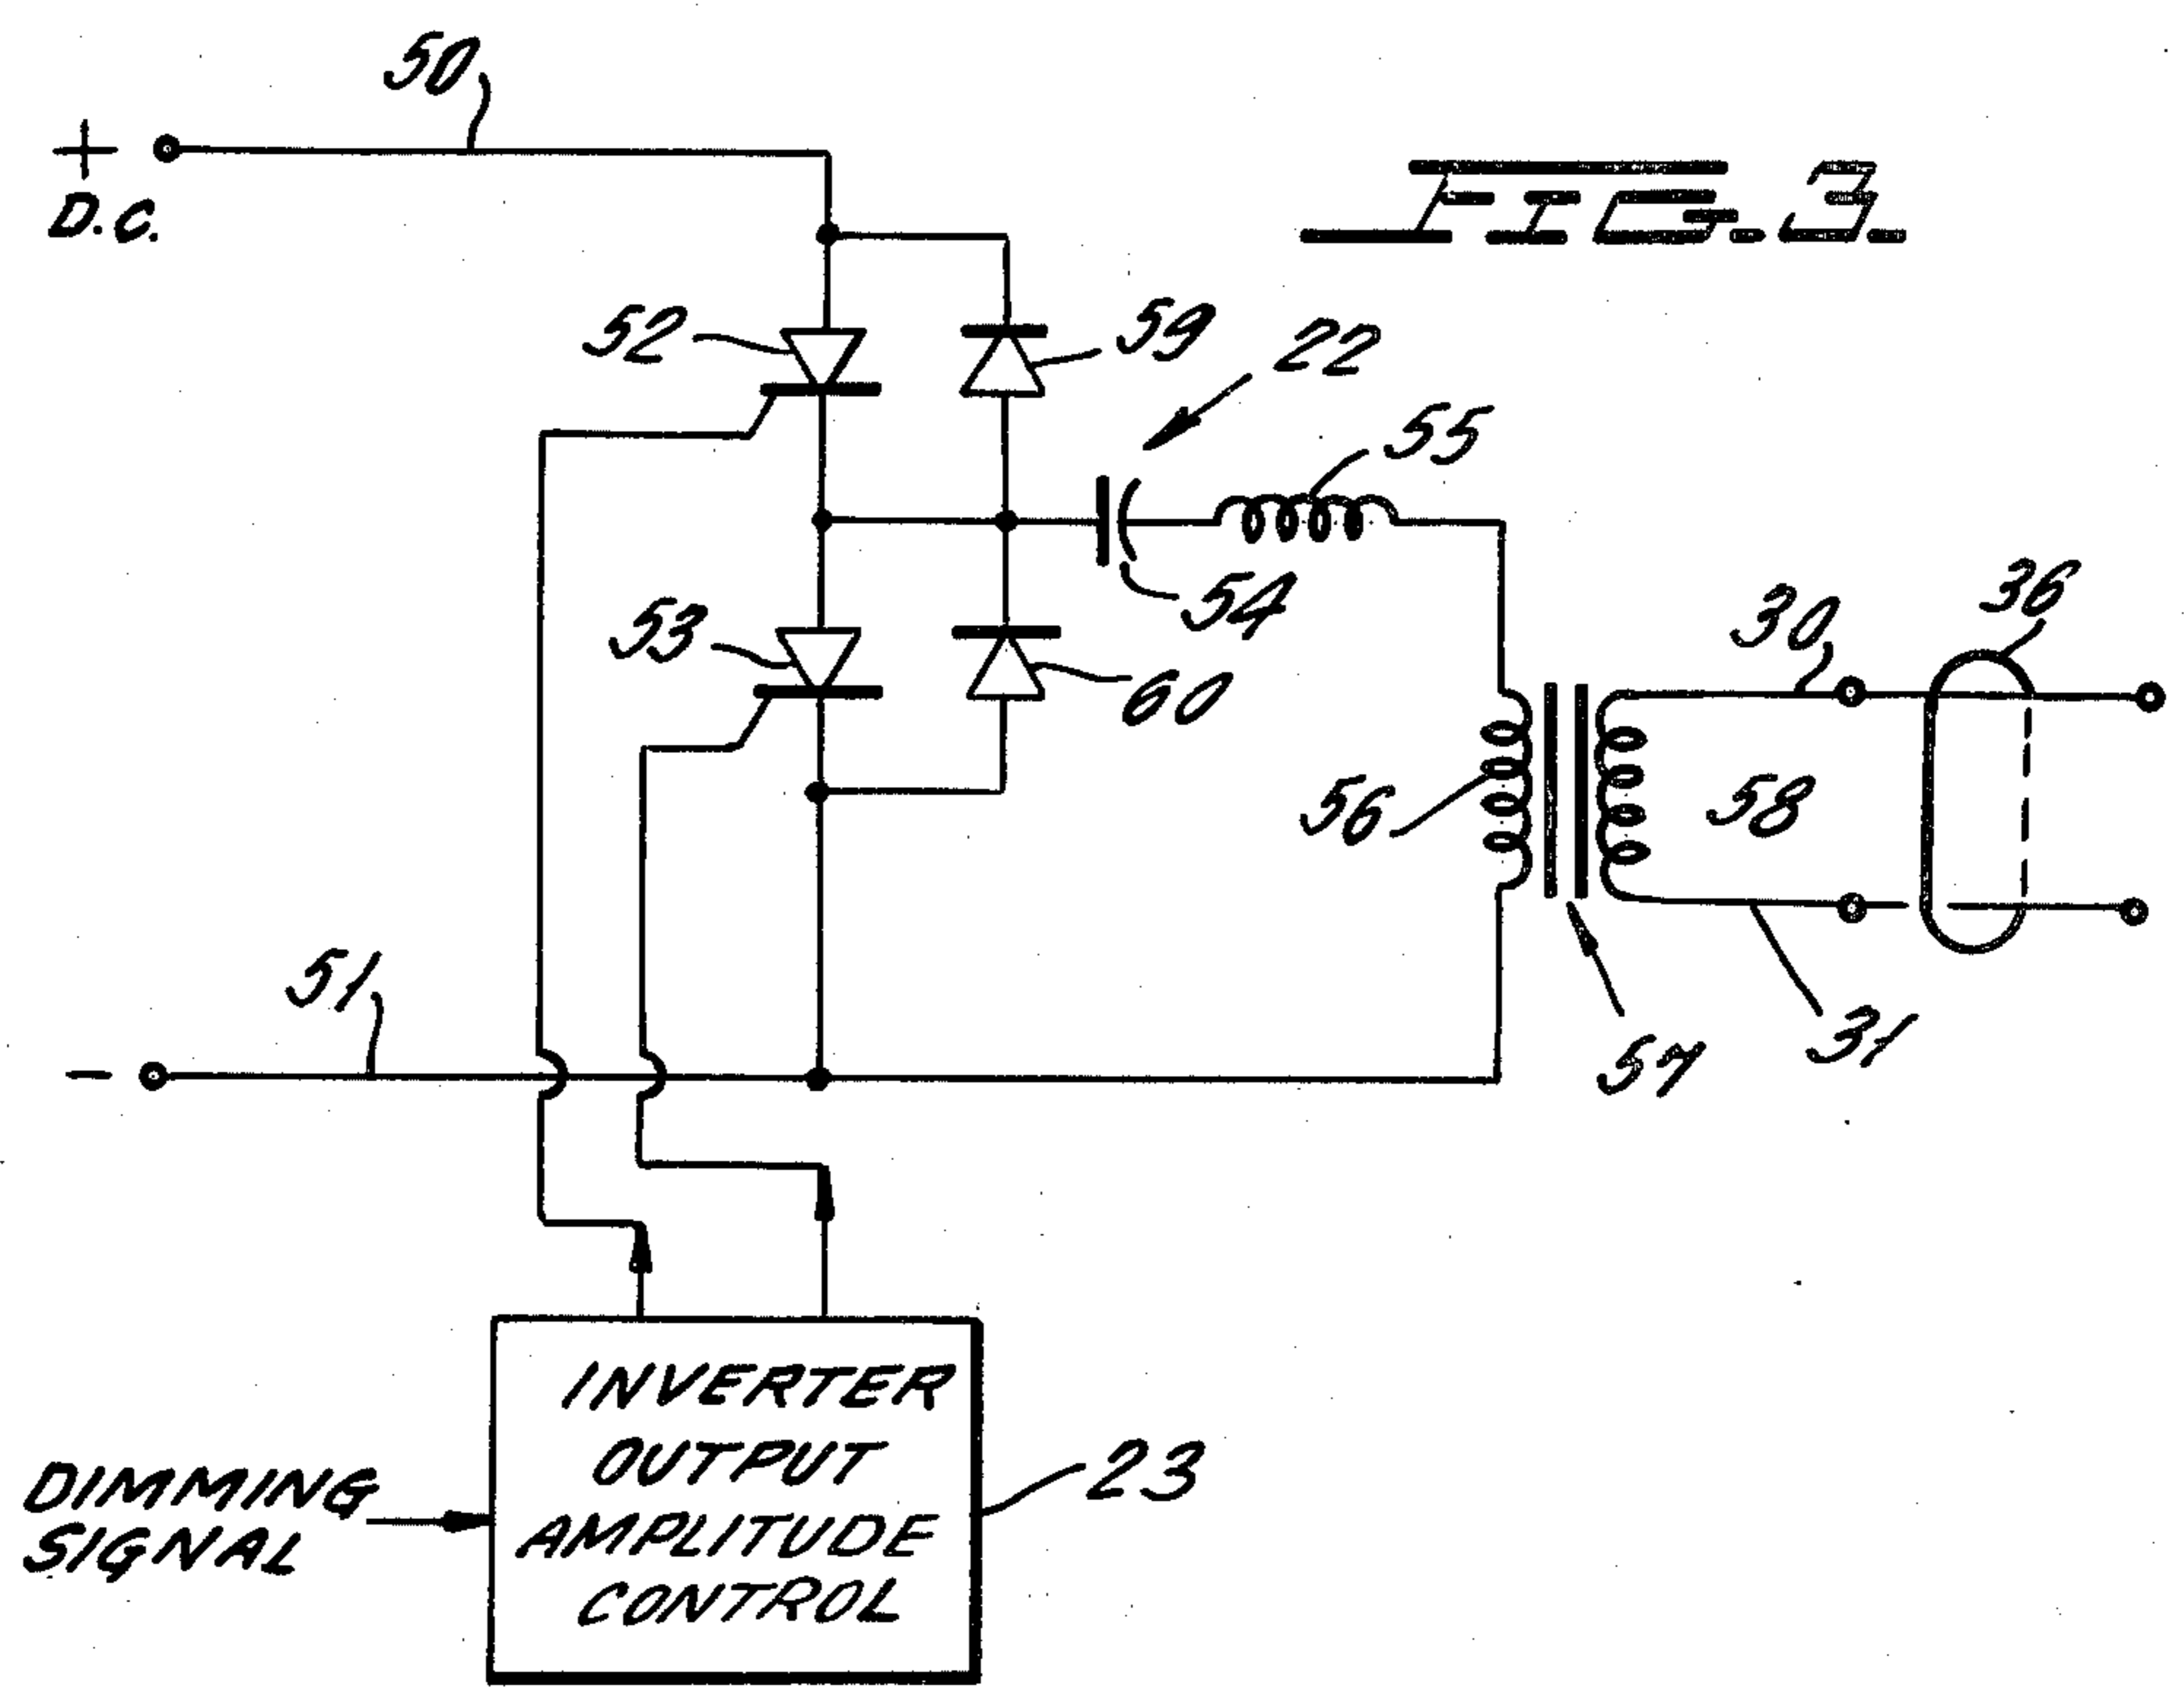 50
+
D.C.
FIG. 3.
52
59
22
55
54
53
60
30
36
56
58
51
-
57
31
INVERTER
OUTPUT
AMPLITUDE
CONTROL
23
DIMMING
SIGNAL